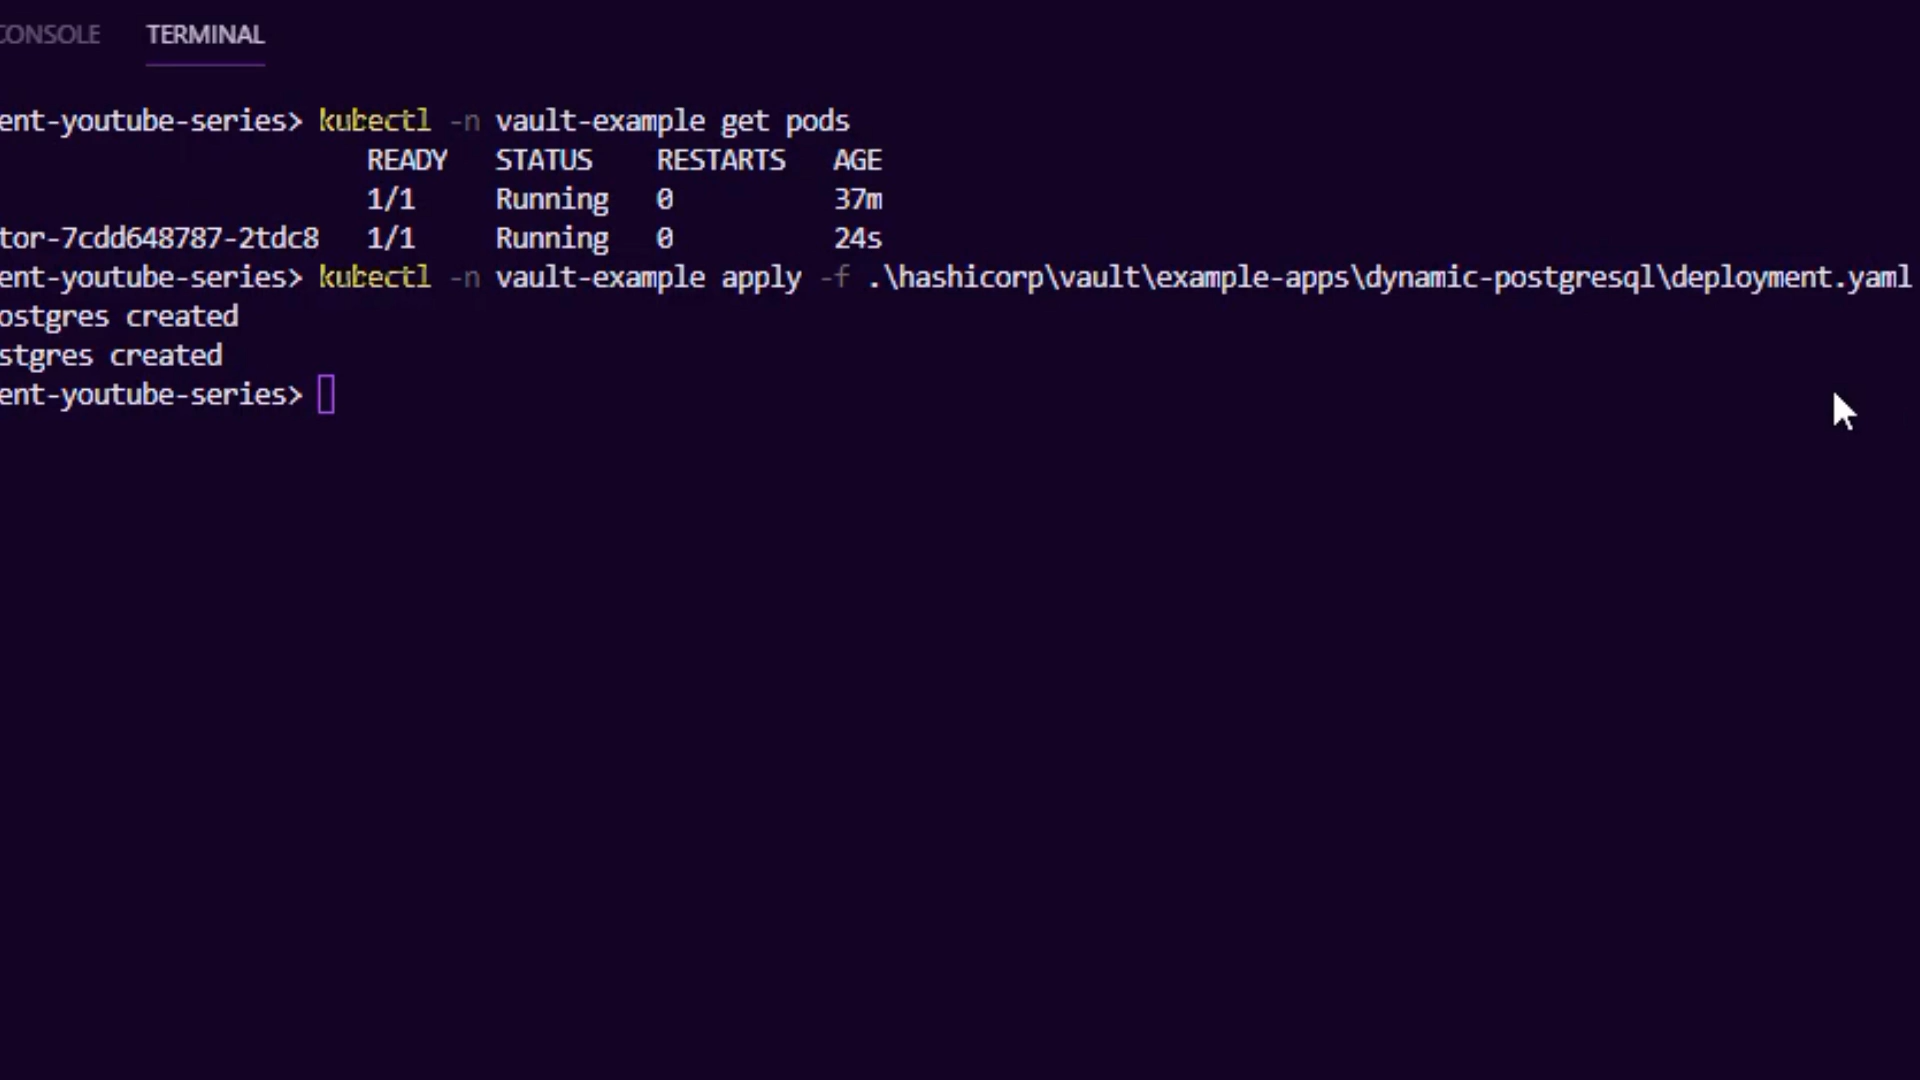 CONSOLE TERMINAL
ent-youtube-series> kubectl -n vault-example get pods
READY STATUS RESTARTS AGE
1/1 Running 0 37m
tor-7cdd648787-2tdc8 1/1 Running 0 24s
ent-youtube-series> kubectl -n vault-example apply -f .\hashicorp\vault\example-apps\dynamic-postgresql\deployment.yaml
ostgres created
stgres created
ent-youtube-series>